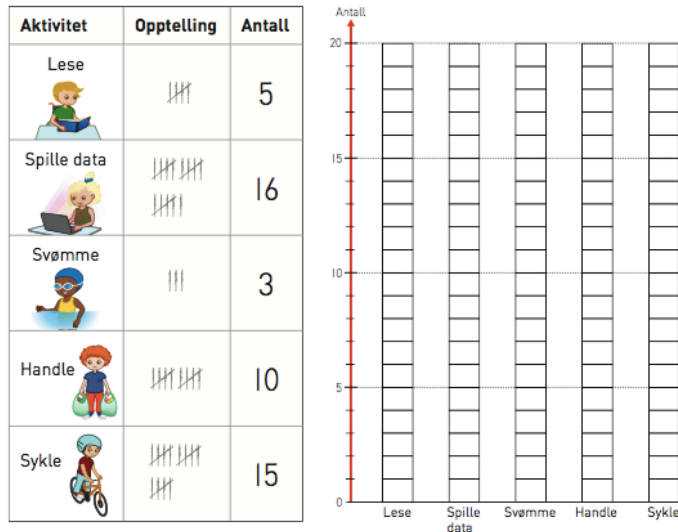 Aktivitet Opptelling Antall
Lese
5
Spille data
16
Svømme
3
Handle
10
Sykle
15
Antall
20
15
10
5
0
Lese Spille data Svømme Handle Sykle